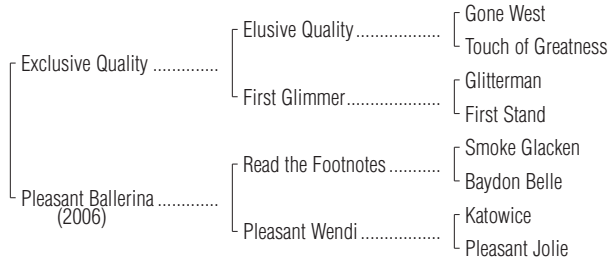 Gone West
Elusive Quality..................
Touch of Greatness
Exclusive Quality ..............
Glitterman
First Glimmer....................
First Stand
Smoke Glacken
Read the Footnotes ...........
Baydon Belle
Pleasant Ballerina .............
(2006)
Katowice
Pleasant Wendi .................
Pleasant Jolie